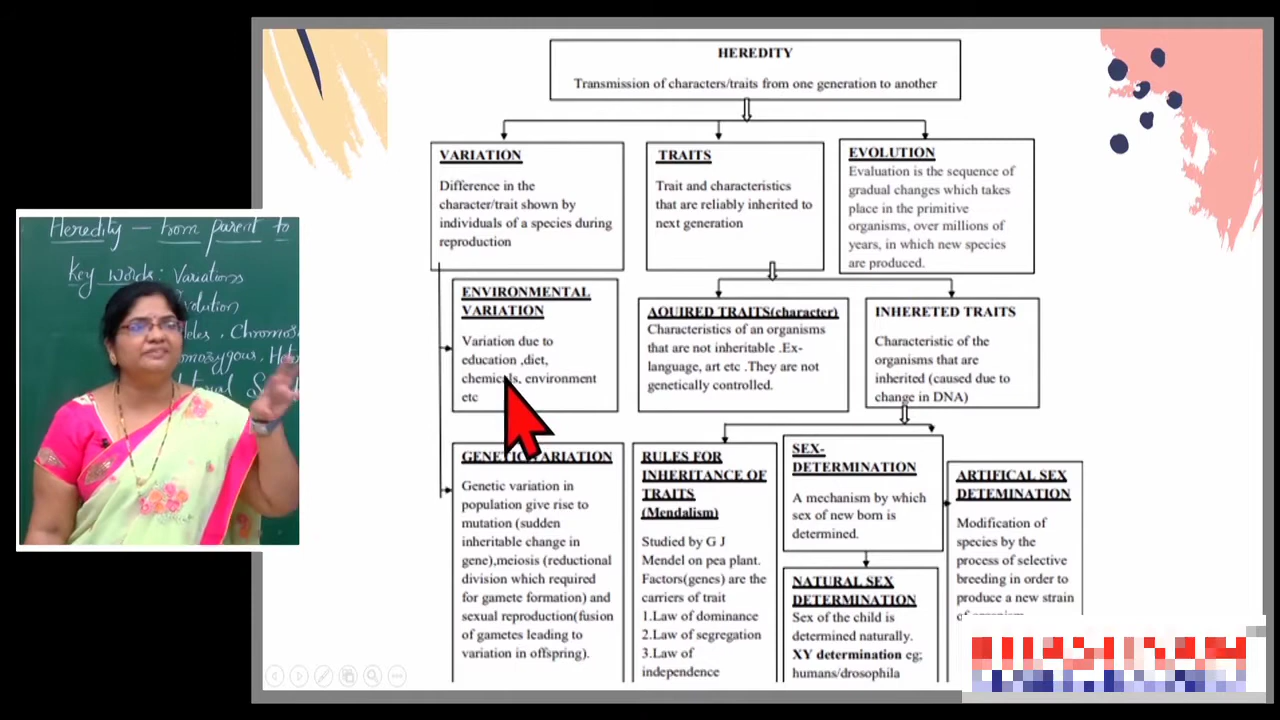 HEREDITY
Transmission of characters/traits from one generation to another
VARIATION
Difference in the
character/trait shown by
individuals of a species during
reproduction
TRAITS
Trait and characteristics
that are reliably inherited to
next generation
EVOLUTION
Evaluation is the sequence of
gradual changes which takes
place in the primitive
organisms, over millions of
years, in which new species
are produced.
ENVIRONMENTAL
VARIATION
Variation due to
education ,diet,
chemicals, environment
etc
AQUIRED TRAITS(character)
Characteristics of an organisms
that are not inheritable .Ex-
language, art etc .They are not
genetically controlled.
INHERETED TRAITS
Characteristic of the
organisms that are
inherited (caused due to
change in DNA)
GENETIC VARIATION
Genetic variation in
population give rise to
mutation (sudden
inheritable change in
gene),meiosis (reductional
division which required
for gamete formation) and
sexual reproduction(fusion
of gametes leading to
variation in offspring).
RULES FOR
INHERITANCE OF
TRAITS
(Mendalism)
Studied by G J
Mendel on pea plant.
Factors(genes) are the
carriers of trait
1.Law of dominance
2.Law of segregation
3.Law of
independence
SEX-
DETERMINATION
A mechanism by which
sex of new born is
determined.
NATURAL SEX
DETERMINATION
Sex of the child is
determined naturally.
XY determination eg;
humans/drosophila
ARTIFICAL SEX
DETEMINATION
Modification of
species by the
process of selective
breeding in order to
produce a new strain
Heredity – from parent to
Key words: Variations